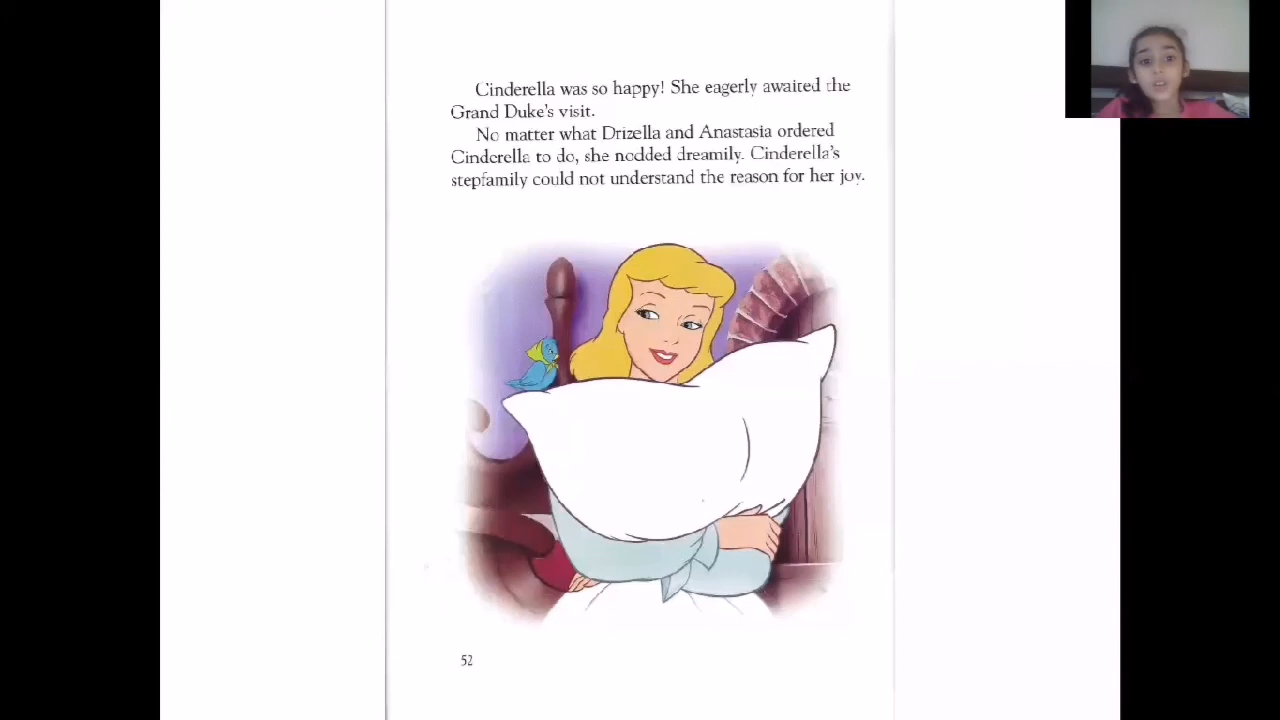 Cinderella was so happy! She eagerly awaited the
Grand Duke's visit.
No matter what Drizella and Anastasia ordered
Cinderella to do, she nodded dreamily. Cinderella's
stepfamily could not understand the reason for her joy.
52